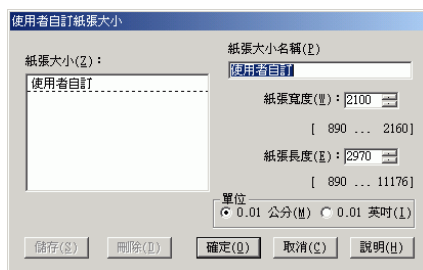 使用者自訂紙張大小
紙張大小(Z)：
使用者自訂
紙張大小名稱(P)
使用者自訂
紙張寬度(W)：2100
[ 890 ... 2160]
紙張長度(E)：2970
[ 890 ... 11176]
單位
0.01 公分(M) 0.01 英吋(I)
儲存(S) 刪除(D) 確定(O) 取消(C) 說明(H)